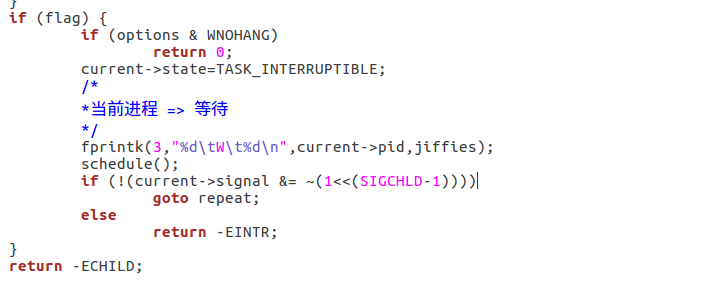 }
if (flag) {
if (options & WNOHANG)
return 0;
current->state=TASK_INTERRUPTIBLE;
/*
*当前进程 => 等待
*/
fprintk(3,"%d\tW\t%d\n",current->pid,jiffies);
schedule();
if (!(current->signal &= ~(1<<(SIGCHLD-1))))
goto repeat;
else
return -EINTR;
}
return -ECHILD;